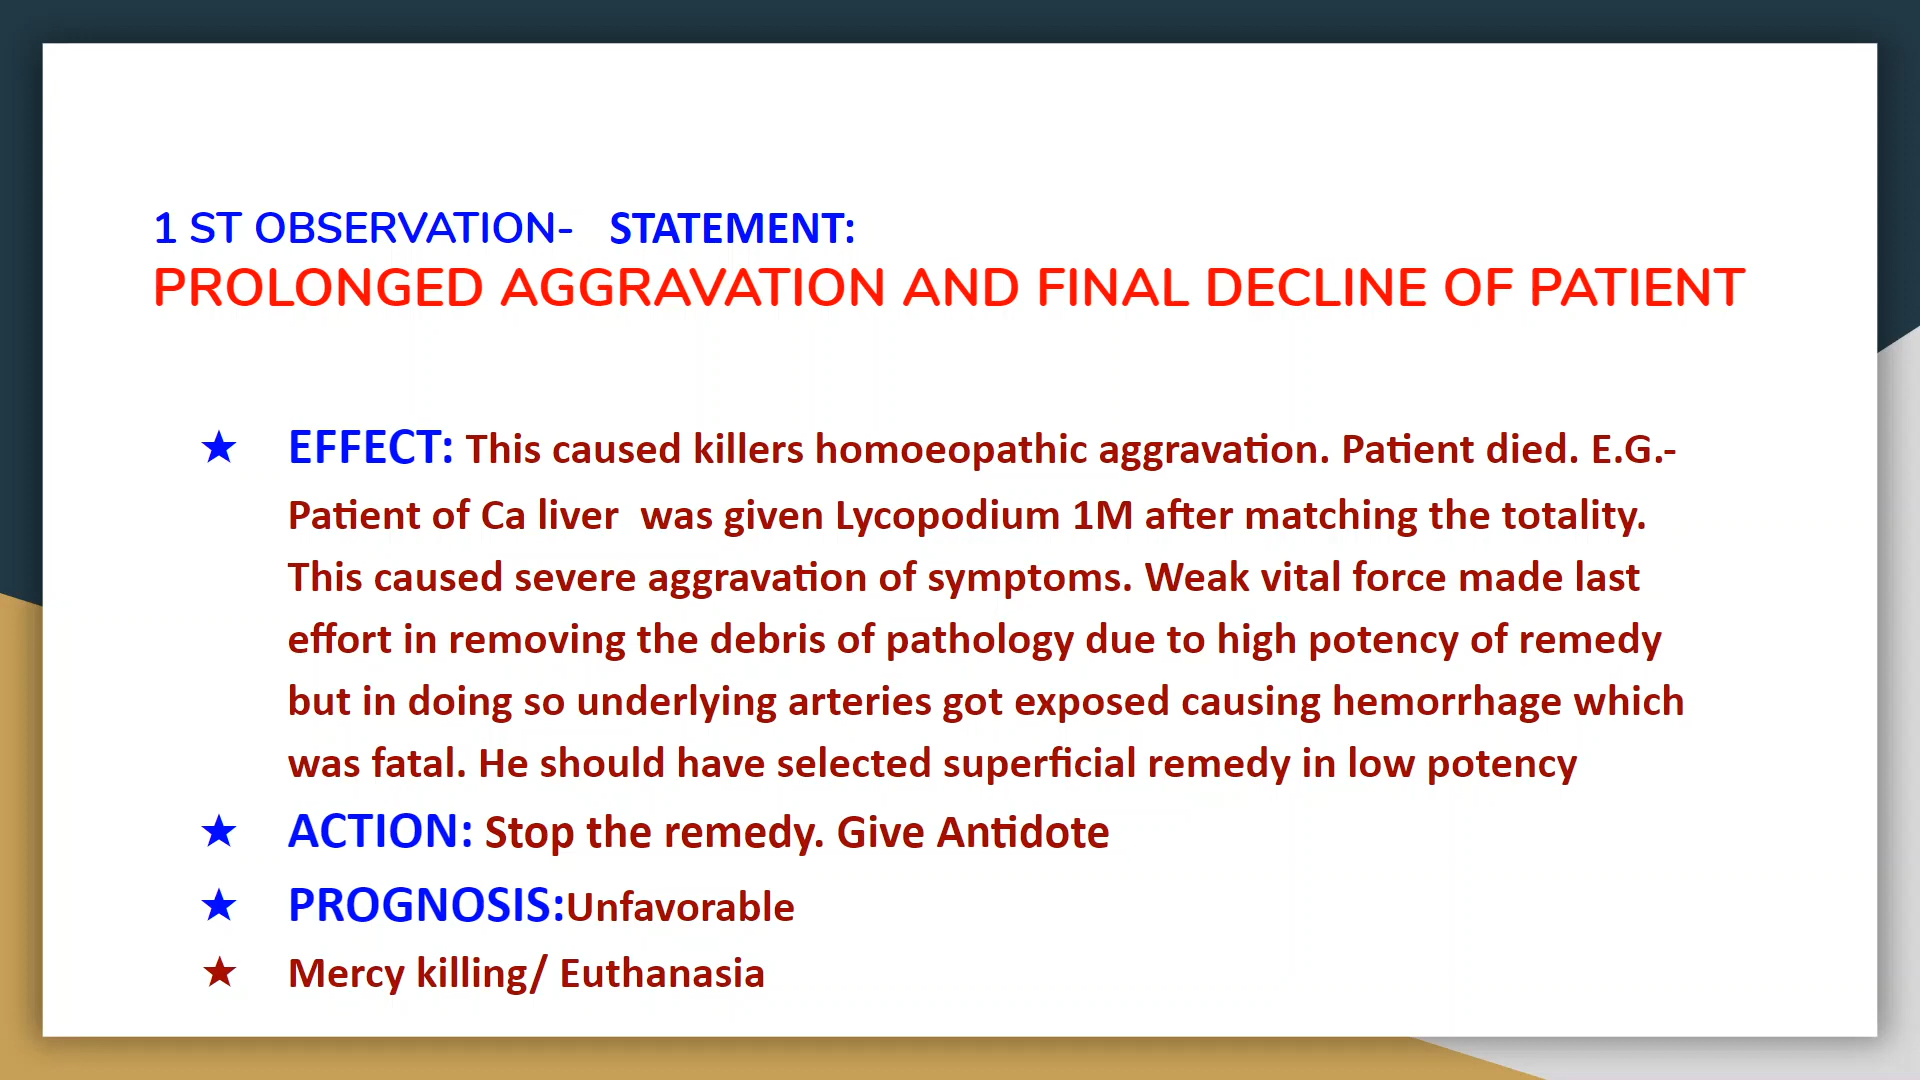 1 ST OBSERVATION- STATEMENT:
PROLONGED AGGRAVATION AND FINAL DECLINE OF PATIENT
★ EFFECT: This caused killers homoeopathic aggravation. Patient died. E.G.-
Patient of Ca liver was given Lycopodium 1M after matching the totality.
This caused severe aggravation of symptoms. Weak vital force made last
effort in removing the debris of pathology due to high potency of remedy
but in doing so underlying arteries got exposed causing hemorrhage which
was fatal. He should have selected superficial remedy in low potency
★ ACTION: Stop the remedy. Give Antidote
★ PROGNOSIS:Unfavorable
★ Mercy killing/ Euthanasia